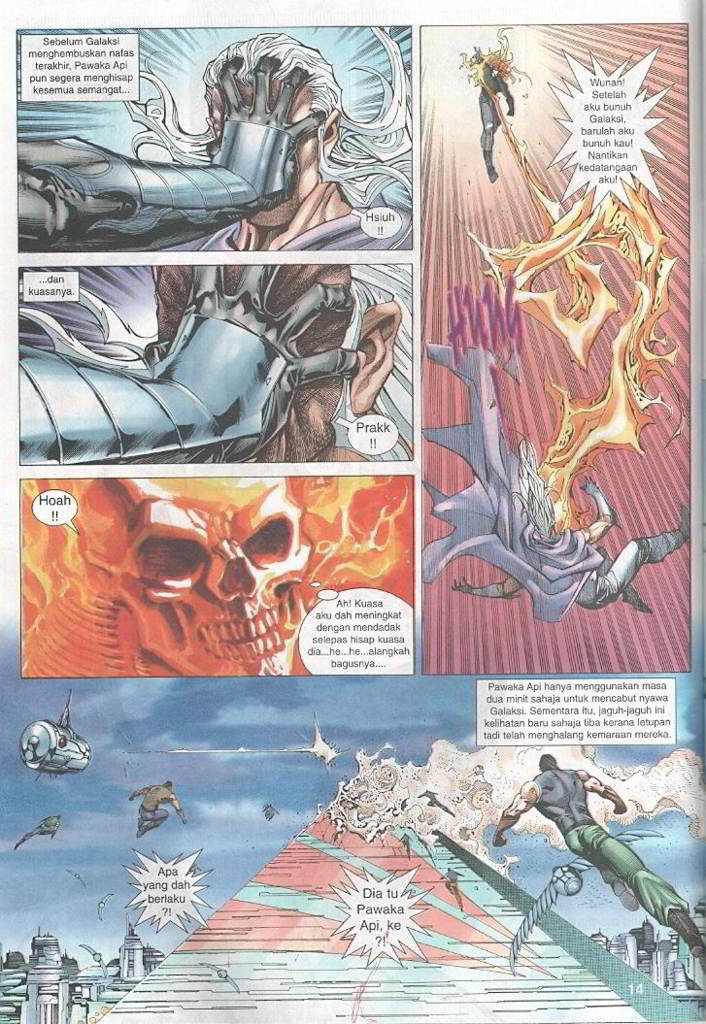 Sebelum Galaksi
menghembuskan nafas
terakhir, Pawaka Api
pun segera menghisap
kesemua semangat...
Hsiuh
!!
...dan
kuasanya.
Prakk
!!
Hoah
!!
Ah! Kuasa
aku dah meningkat
dengan mendadak
selepas hisap kuasa
dia...he...he...alangkah
bagusnya....
Wunan!
Setelah
aku bunuh
Galaksi,
barulah aku
bunuh kau!
Nantikan
kedatangaan
aku!
HUUNG
Pawaka Api hanya menggunakan masa
dua minit sahaja untuk mencabut nyawa
Galaksi. Sementara itu, jaguh-jaguh ini
kelihatan baru sahaja tiba kerana letupan
tadi telah menghalang kemaraan mereka.
Apa
yang dah
berlaku
?!
Dia tu
Pawaka
Api, ke
?!
14